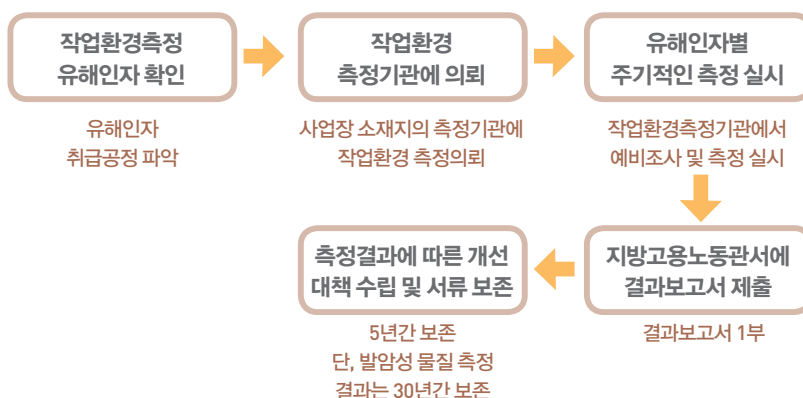 작업환경측정
유해인자 확인
유해인자
취급공정 파악
작업환경
측정기관에 의뢰
사업장 소재지의 측정기관에
작업환경 측정의뢰
유해인자별
주기적인 측정 실시
작업환경측정기관에서
예비조사 및 측정 실시
지방고용노동관서에
결과보고서 제출
결과보고서 1부
측정결과에 따른 개선
대책 수립 및 서류 보존
5년간 보존
단, 발암성 물질 측정
결과는 30년간 보존